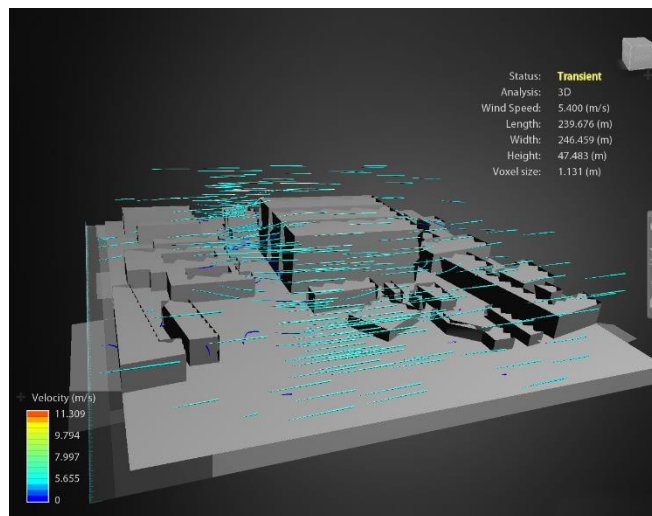 Status: Transient
Analysis: 3D
Wind Speed: 5.400 (m/s)
Length: 239.676 (m)
Width: 246.459 (m)
Height: 47.483 (m)
Voxel size: 1.131 (m)
Velocity (m/s)
11.309
9.794
7.997
5.655
0